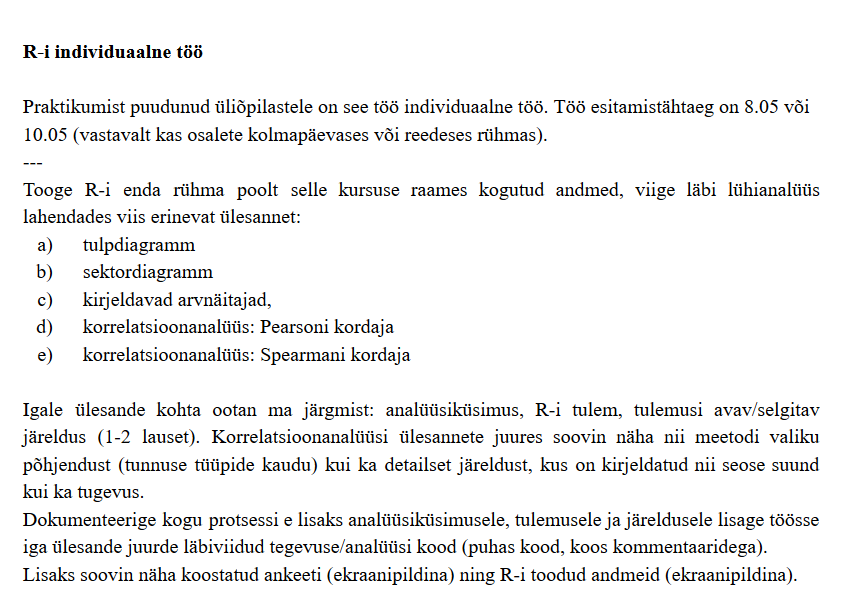 R-i individuaalne töö
Praktikumist puudunud üliõpilastele on see töö individuaalne töö. Töö esitamistähtaeg on 8.05 või
10.05 (vastavalt kas osalete kolmapäevases või reedeses rühmas).
---
Tooge R-i enda rühma poolt selle kursuse raames kogutud andmed, viige läbi lühianalüüs
lahendades viis erinevat ülesannet:
a) tulpdiagramm
b) sektordiagramm
c) kirjeldavad arvnäitajad,
d) korrelatsioonanalüüs: Pearsoni kordaja
e) korrelatsioonanalüüs: Spearmani kordaja
Igale ülesande kohta ootan ma järgmist: analüüsiküsimus, R-i tulem, tulemusi avav/selgitav
järeldus (1-2 lauset). Korrelatsioonanalüüsi ülesannete juures soovin näha nii meetodi valiku
põhjendust (tunnuse tüüpide kaudu) kui ka detailset järeldust, kus on kirjeldatud nii seose suund
kui ka tugevus.
Dokumenteerige kogu protsessi e lisaks analüüsiküsimusele, tulemusele ja järeldusele lisage töösse
iga ülesande juurde läbiviidud tegevuse/analüüsi kood (puhas kood, koos kommentaaridega).
Lisaks soovin näha koostatud ankeeti (ekraanipildina) ning R-i toodud andmeid (ekraanipildina).